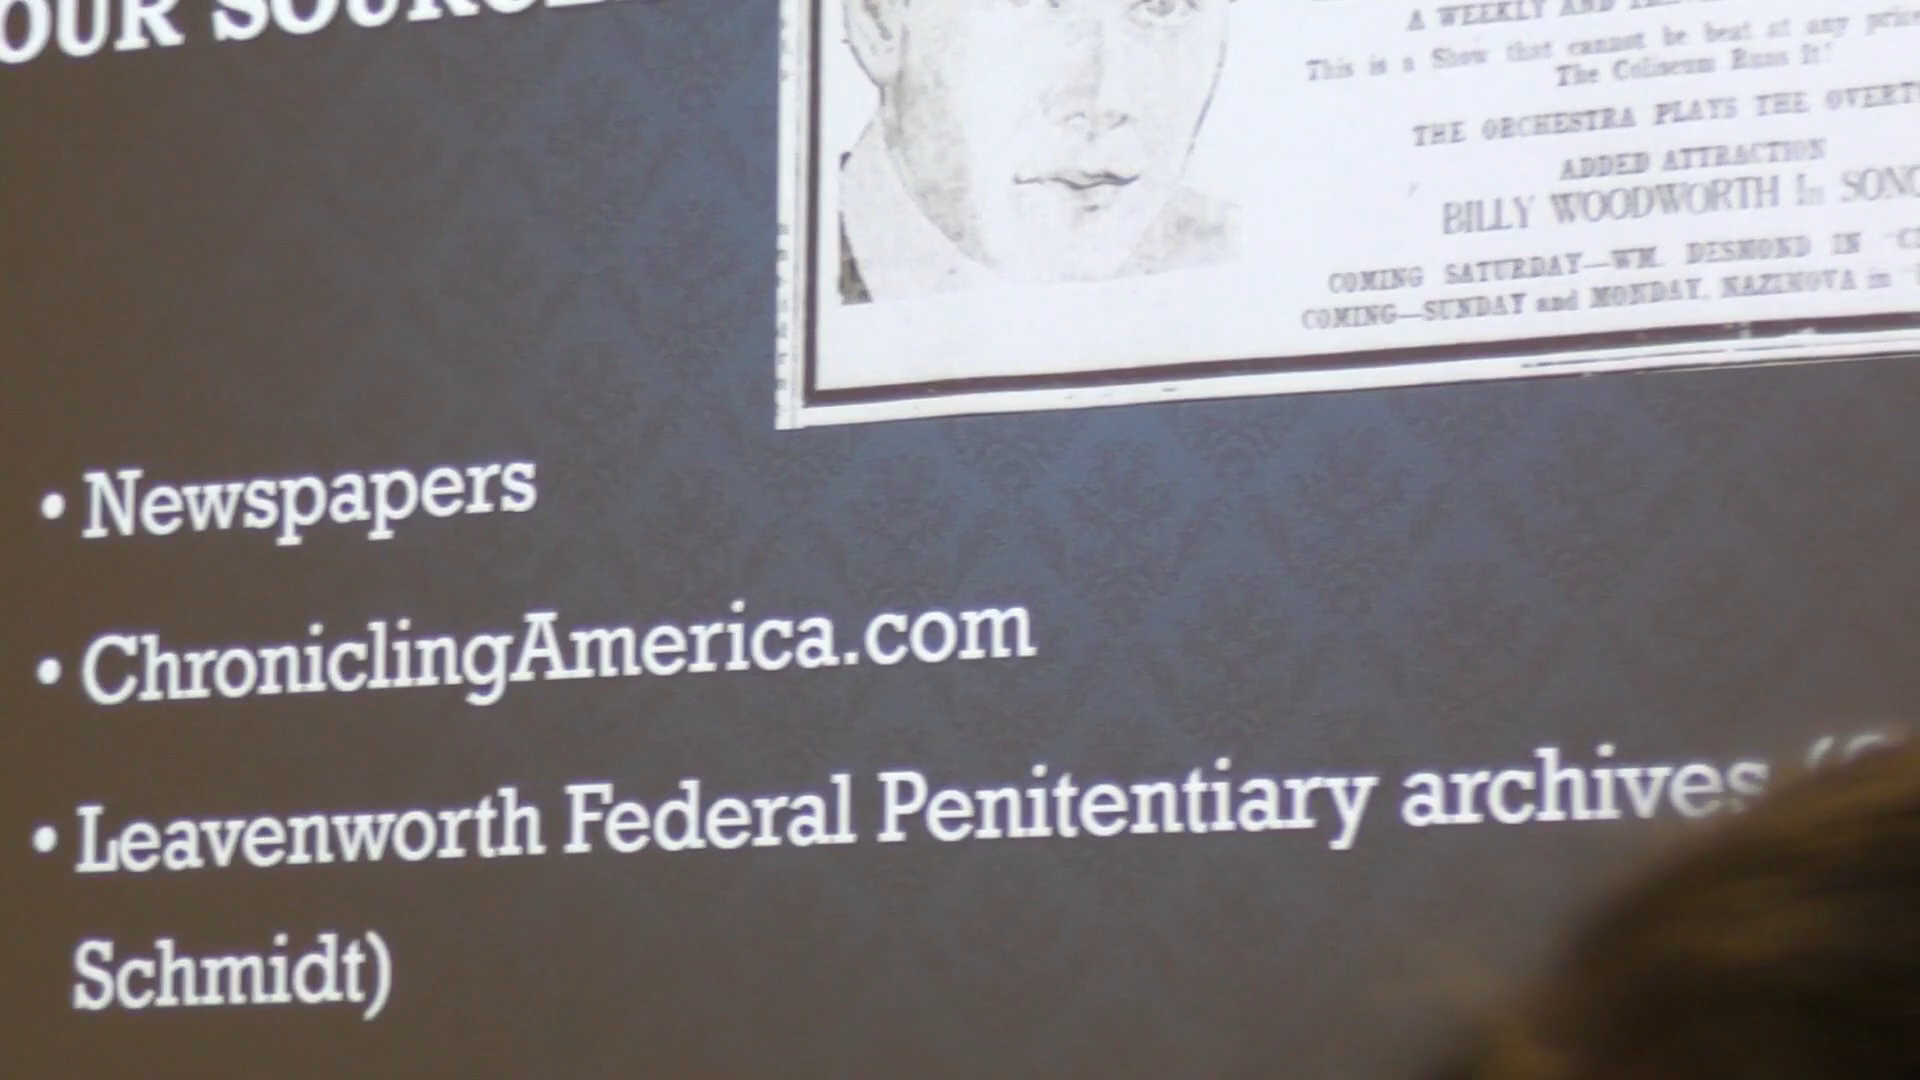 OUR
A WEEKLY AND
This is a Show that cannot be beat at any
The Coliseum Runs It!
THE ORCHESTRA PLAYS THE
ADDED ATTRACTION
BILLY WOODWORTH In
COMING SATURDAY—WM. DESMOND IN
COMING—SUNDAY and MONDAY, NAZIMOVA in
• Newspapers
• ChroniclingAmerica.com
• Leavenworth Federal Penitentiary archives
Schmidt)